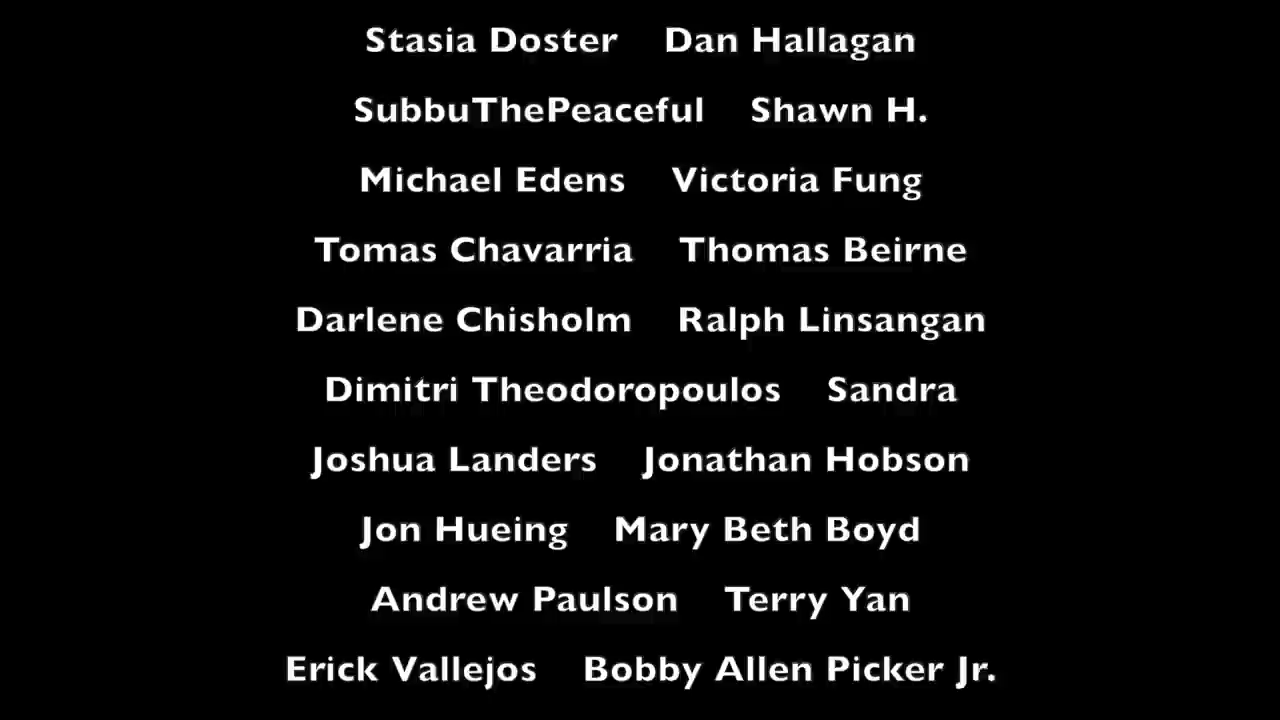 Stasia Doster Dan Hallagan
SubbuThePeaceful Shawn H.
Michael Edens Victoria Fung
Tomas Chavarria Thomas Beirne
Darlene Chisholm Ralph Linsangan
Dimitri Theodoropoulos Sandra
Joshua Landers Jonathan Hobson
Jon Hueing Mary Beth Boyd
Andrew Paulson Terry Yan
Erick Vallejos Bobby Allen Picker Jr.